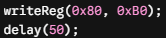 writeReg(0x80, 0xB0);
delay(50);